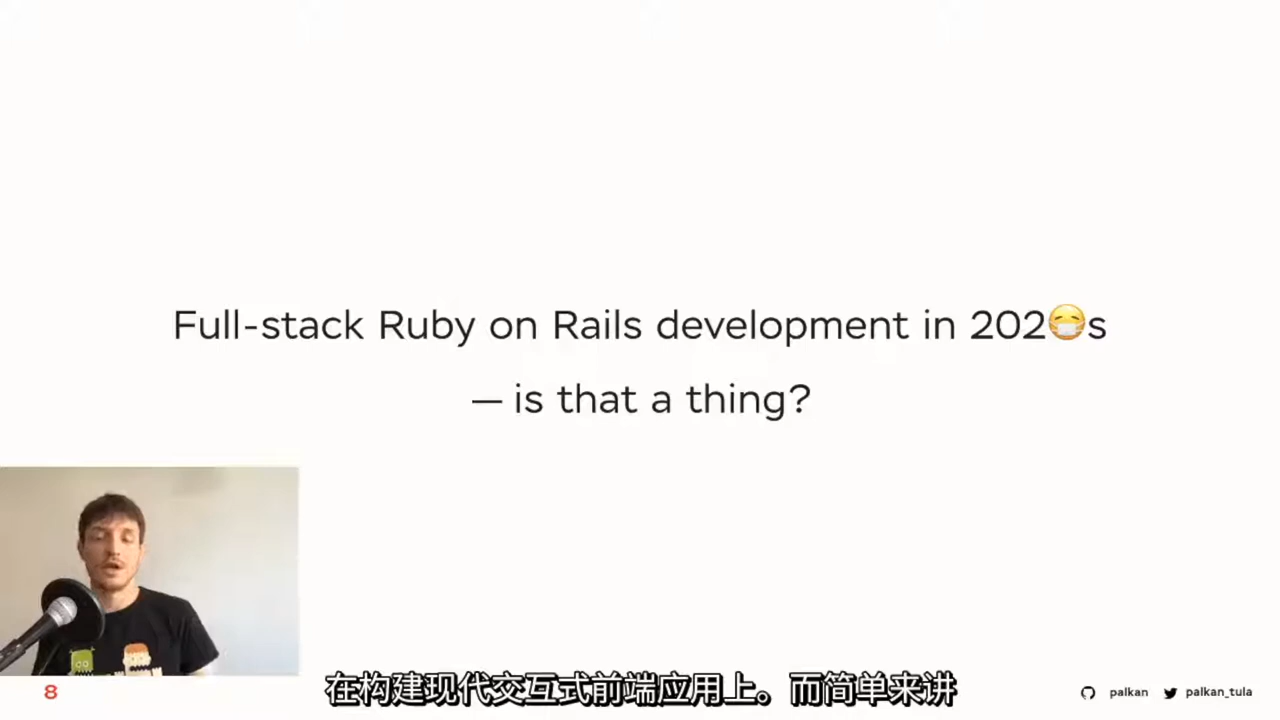 Full-stack Ruby on Rails development in 202😷s
— is that a thing?
在构建现代交互式前端应用上。而简单来讲
8
palkan palkan_tula